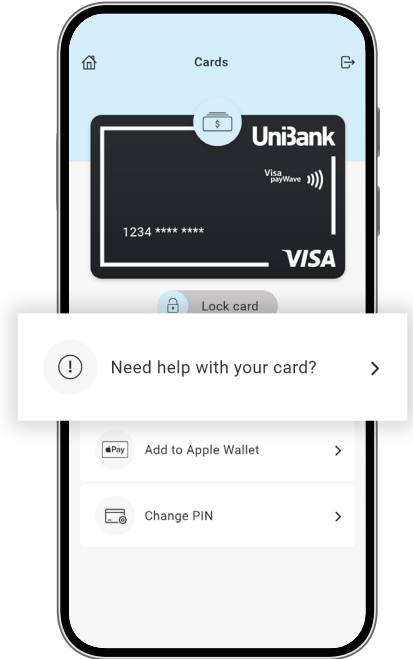 Cards
$
UniBank
Visa
payWave
1234 **** ****
VISA
Lock card
! Need help with your card?
Pay Add to Apple Wallet
Change PIN